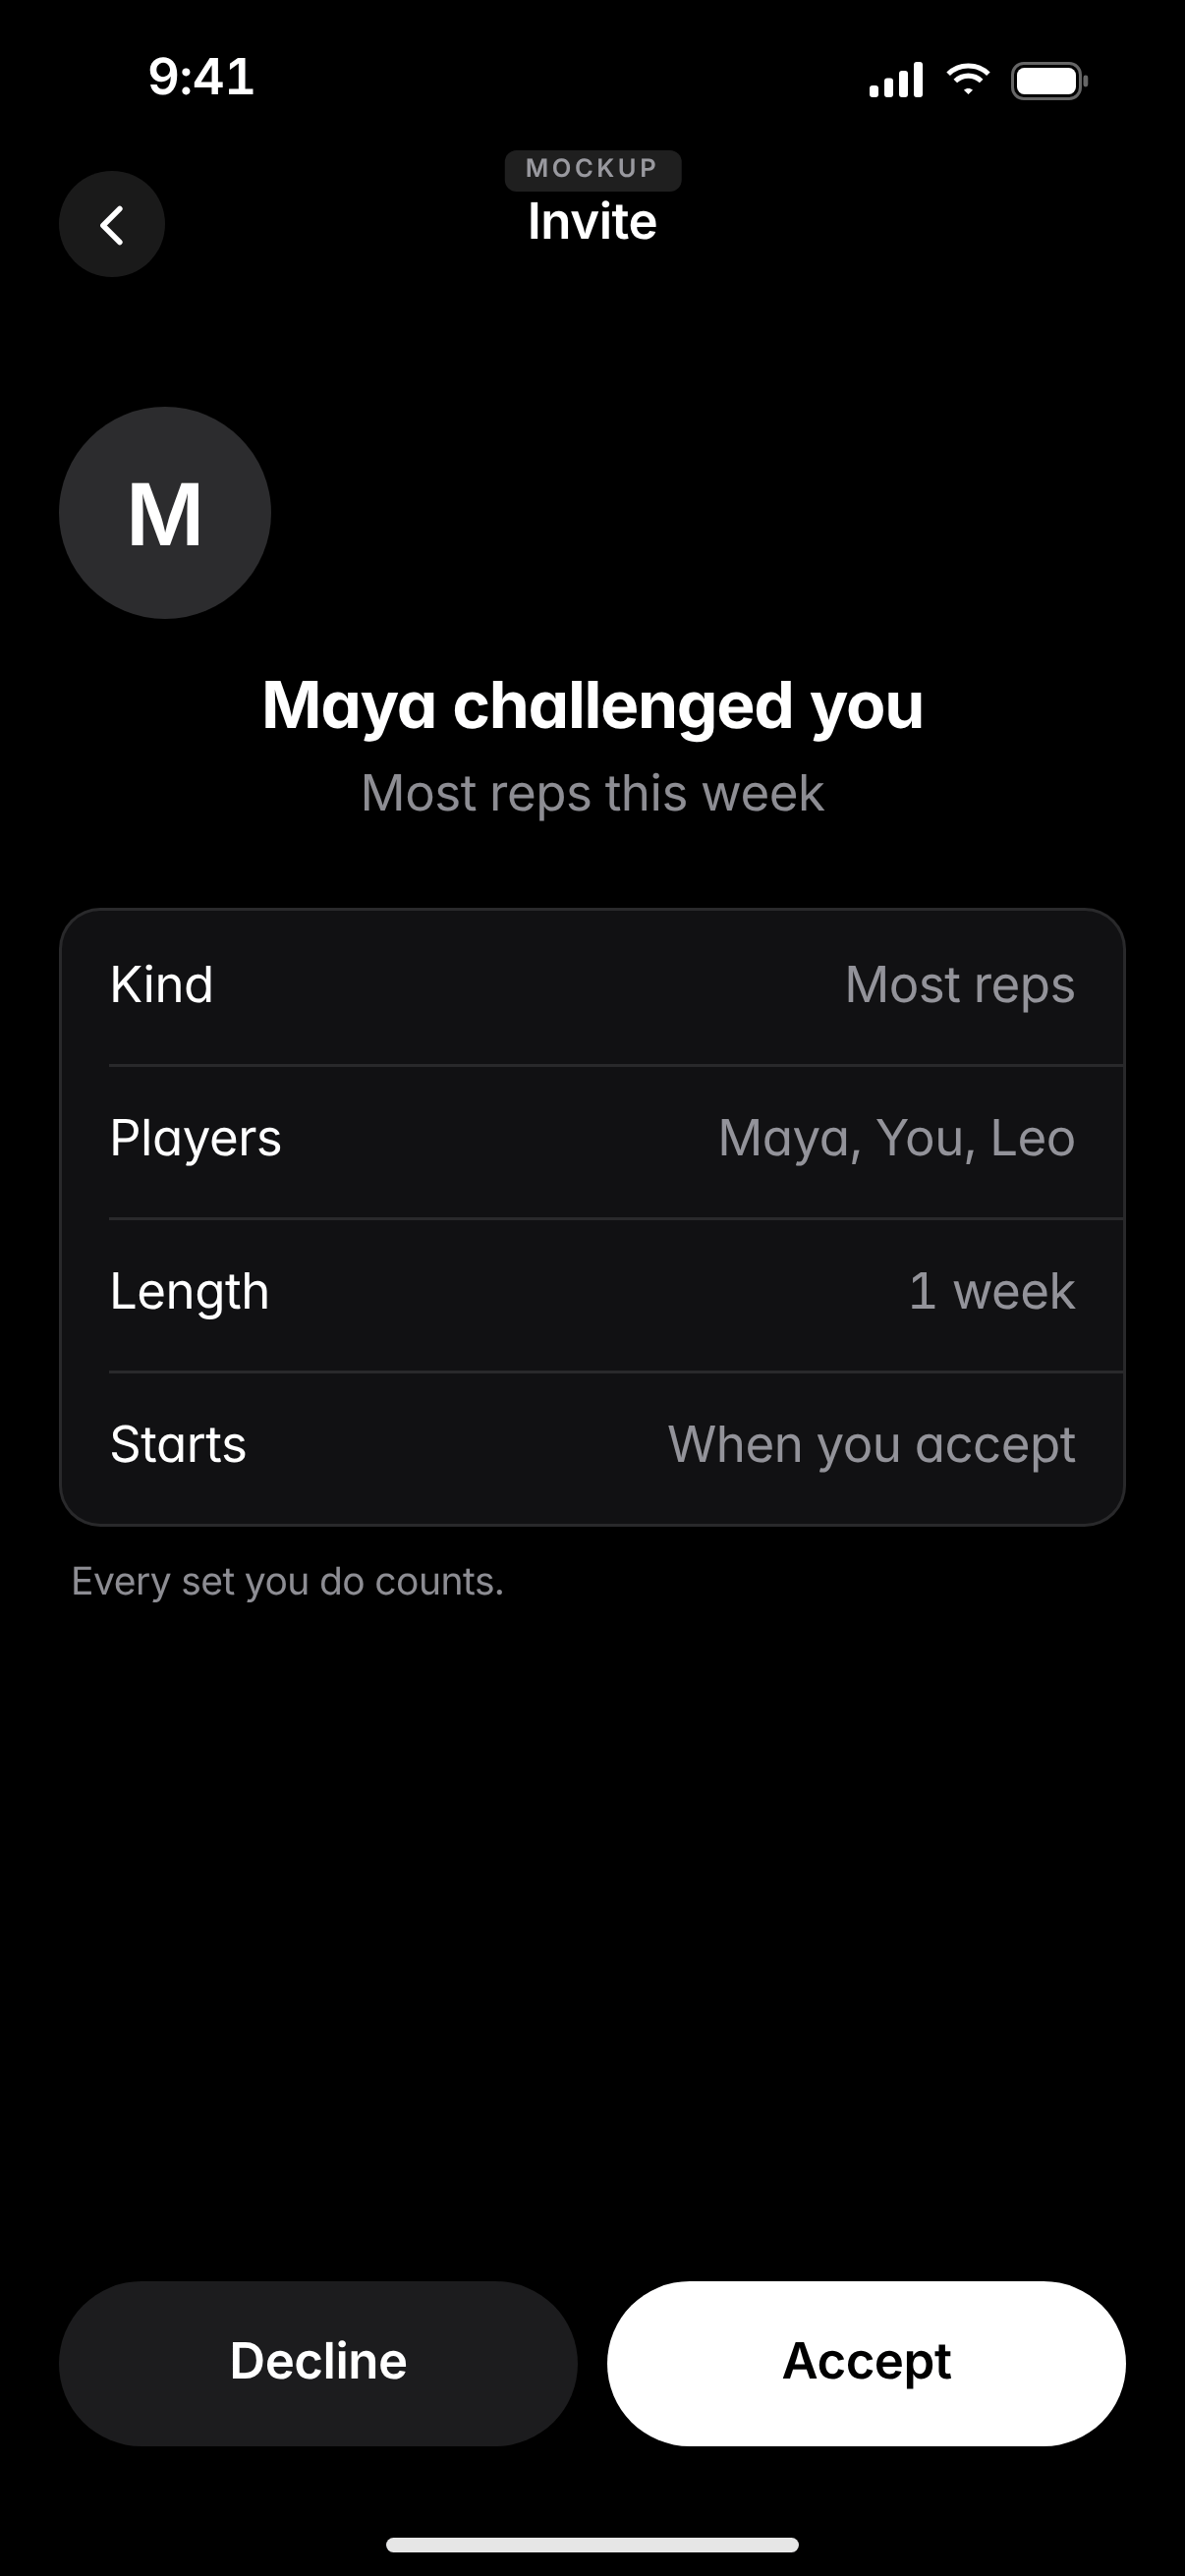 9:41
MOCKUP
Invite
M
Maya challenged you
Most reps this week
Kind Most reps
Players Maya, You, Leo
Length 1 week
Starts When you accept
Every set you do counts.
Decline Accept